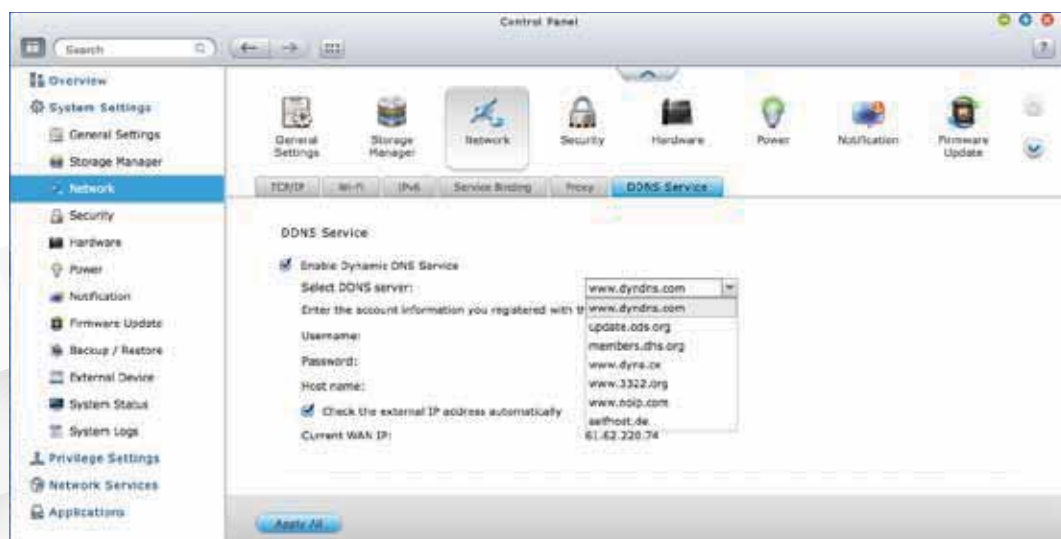 Control Panel
Search
?
Overview
System Settings
General Settings
Storage Manager
Network
Security
Hardware
Power
Notification
Firmware Update
Backup / Restore
External Device
System Status
System Logs
Privilege Settings
Network Services
Applications
General Settings
Storage Manager
Network
Security
Hardware
Power
Notification
Firmware Update
TCP/IP
Wi-Fi
IPv6
Service Binding
Proxy
DDNS Service
DDNS Service
Enable Dynamic DNS Service
Select DDNS server:
www.dyndns.com
Enter the account information you registered with th
www.dyndns.com
update.ods.org
members.dhs.org
www.dyns.cx
www.3322.org
www.noip.com
selfhost.de
Username:
Password:
Host name:
Check the external IP address automatically
Current WAN IP:
61.62.220.74
Apply All